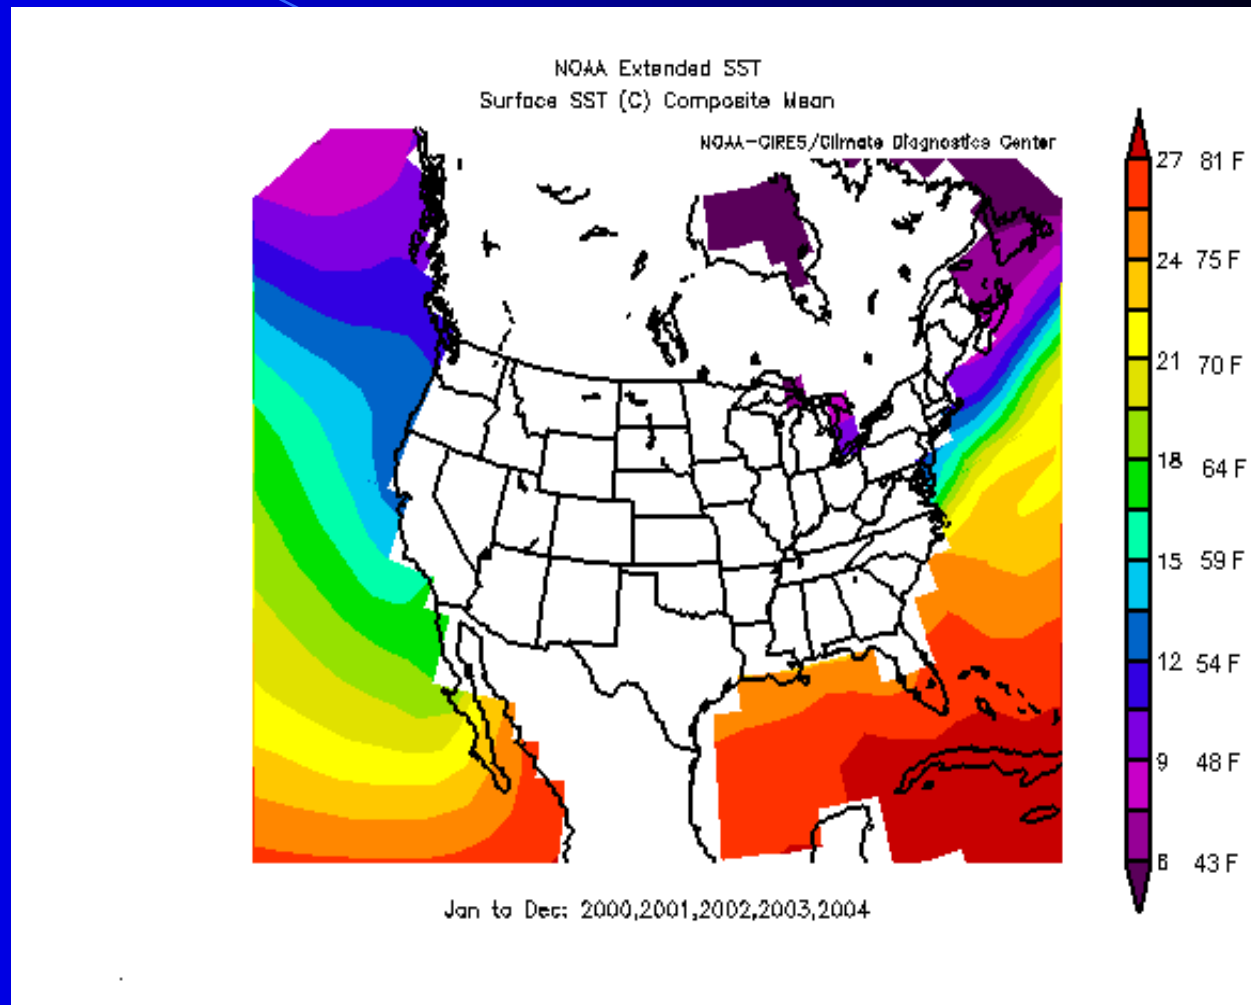 NOAA Extended SST
Surface SST (C) Composite Mean
NOAA-CIRES/Climate Diagnostics Center
27 81 F
24 75 F
21 70 F
18 64 F
15 59 F
12 54 F
9 48 F
6 43 F
Jan to Dec: 2000,2001,2002,2003,2004